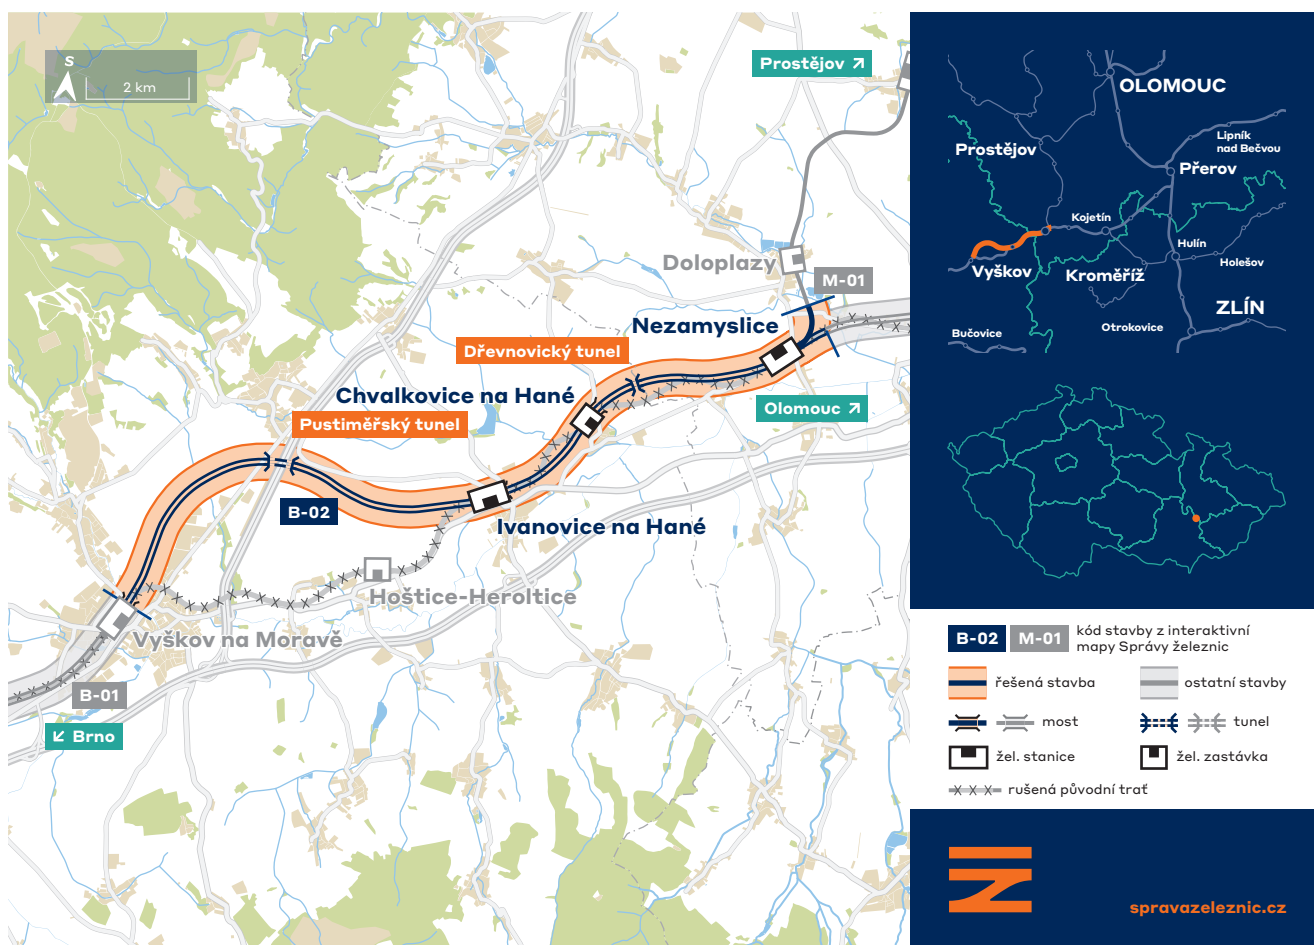 S
2 km
Prostějov ↗
Doloplazy
M-01
Nezamyslice
Dřevnovický tunel
Chvalkovice na Hané
Olomouc ↗
Pustiměřský tunel
B-02
Ivanovice na Hané
Hoštice-Heroltice
Vyškov na Moravě
B-01
↙ Brno
OLOMOUC
Lipník
nad Bečvou
Prostějov
Přerov
Kojetín
Hulín
Vyškov
Kroměříž
Holešov
ZLÍN
Otrokovice
Bučovice
B-02 M-01 kód stavby z interaktivní
mapy Správy železnic
řešená stavba
ostatní stavby
most
tunel
žel. stanice
žel. zastávka
rušená původní trať
spravazeleznic.cz